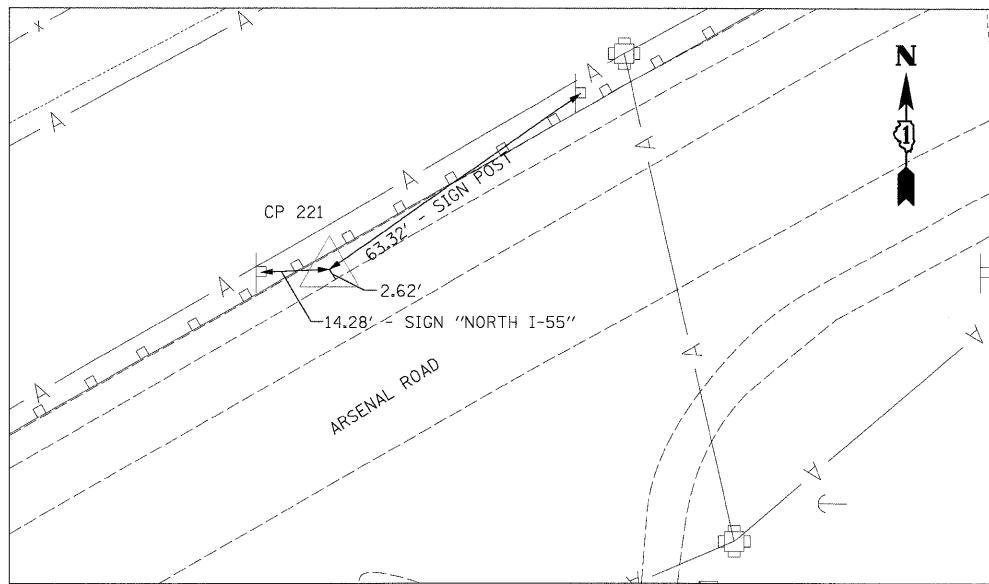 N
1
CP 221
63.32' - SIGN POST
2.62'
14.28' - SIGN "NORTH I-55"
ARSENAL ROAD
x
A
A
A
A
A
A
A
A
A
A
A
A